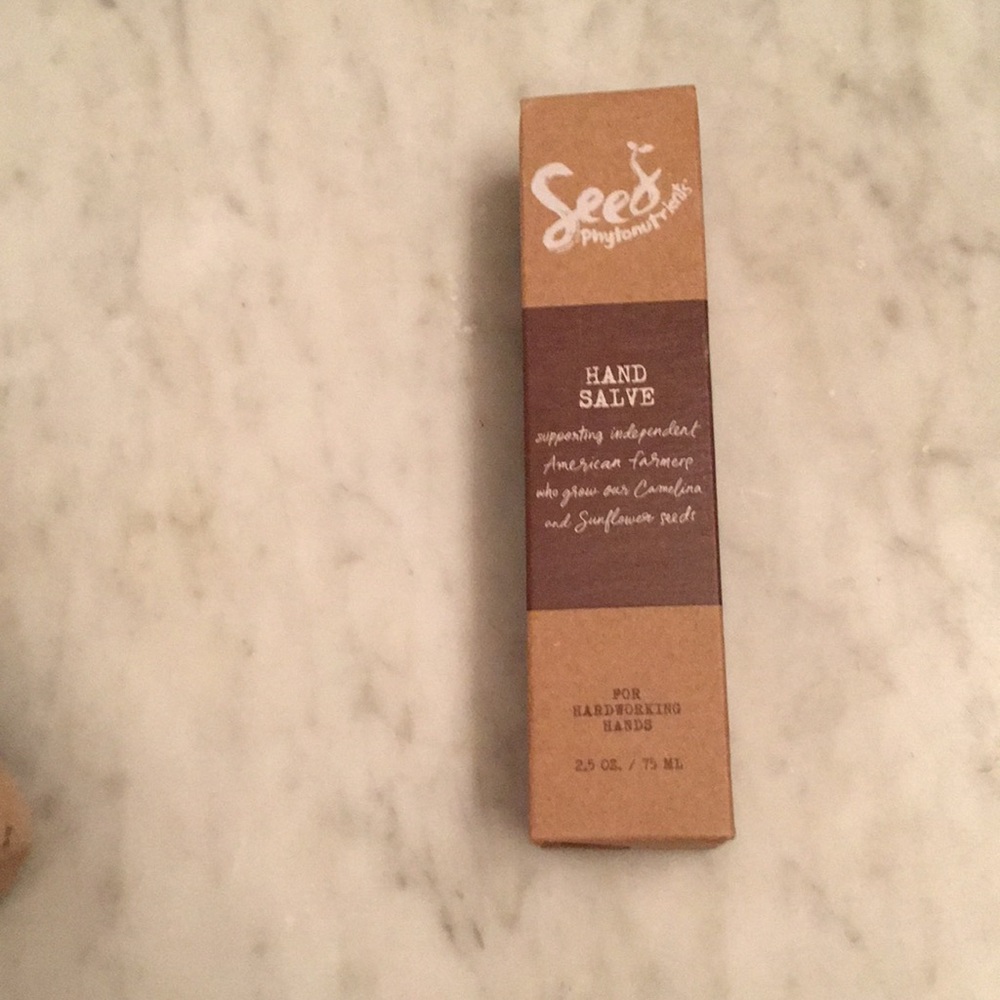 Seed
Phytonutrients
HAND
SALVE
supporting independent
American farmers
who grow our Camelina
and Sunflower seeds
FOR
HARDWORKING
HANDS
2.5 OZ. / 75 ML